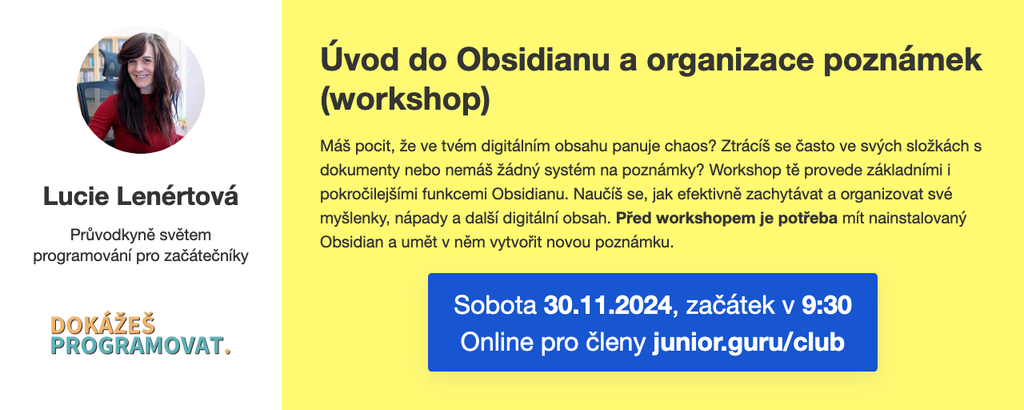 Lucie Lenértová
Průvodkyně světem
programování pro začátečníky
DOKÁŽEŠ
PROGRAMOVAT.
Úvod do Obsidianu a organizace poznámek
(workshop)
Máš pocit, že ve tvém digitálním obsahu panuje chaos? Ztrácíš se často ve svých složkách s
dokumenty nebo nemáš žádný systém na poznámky? Workshop tě provede základními i
pokročilejšími funkcemi Obsidianu. Naučíš se, jak efektivně zachytávat a organizovat své
myšlenky, nápady a další digitální obsah. Před workshopem je potřeba mít nainstalovaný
Obsidian a umět v něm vytvořit novou poznámku.
Sobota 30.11.2024, začátek v 9:30
Online pro členy junior.guru/club